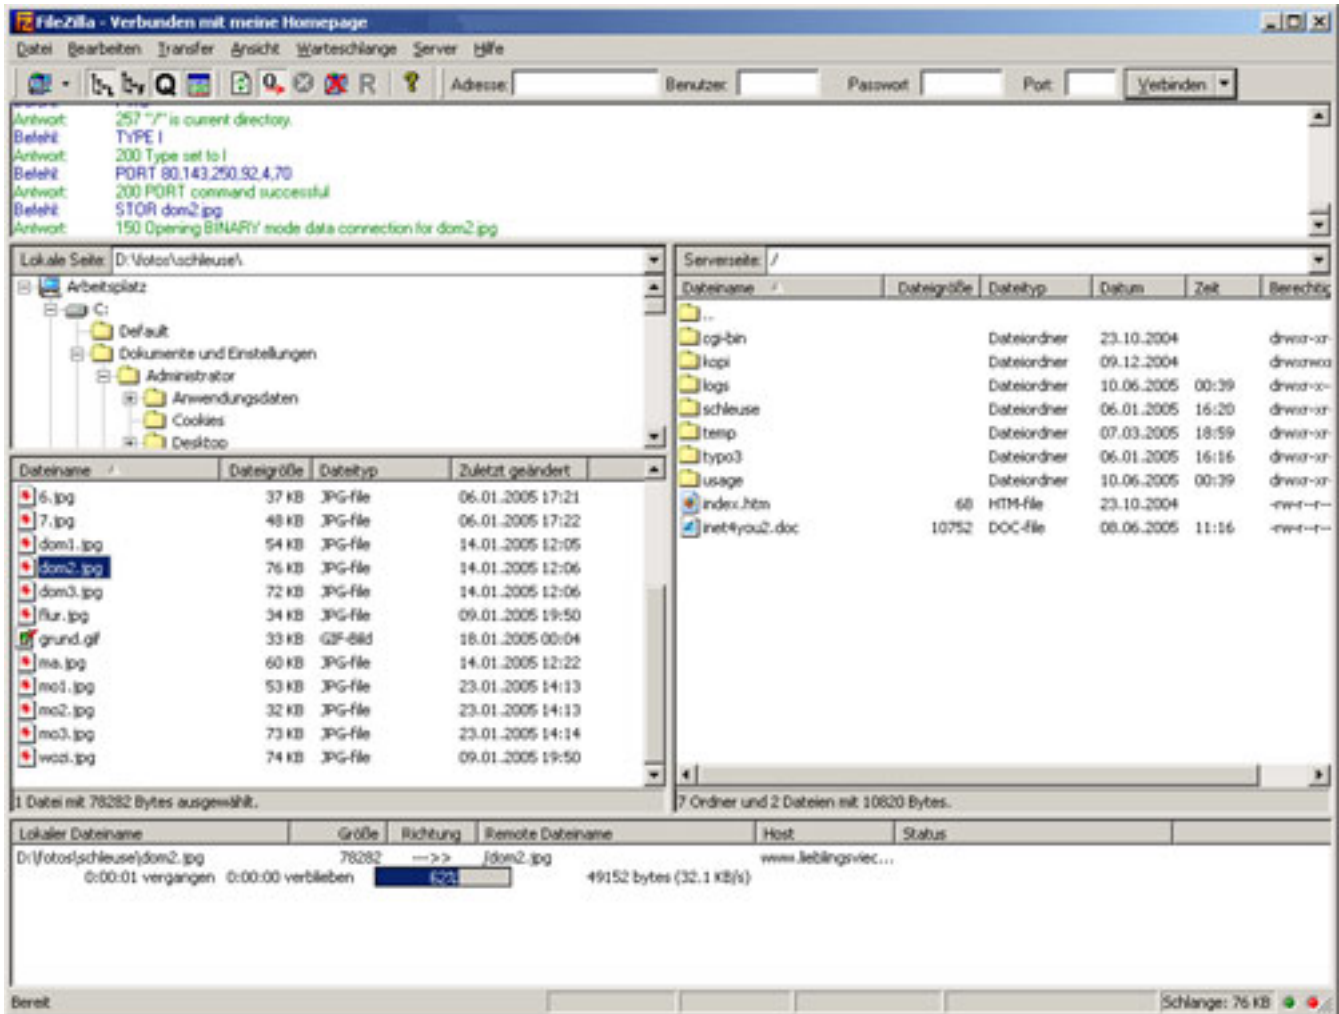 FileZilla - Verbunden mit meine Homepage
Datei Bearbeiten Transfer Ansicht Warteschlange Server Hilfe
Adresse: Benutzer: Passwort: Port: Verbinden
Antwort: 257 "/" is current directory.
Befehl: TYPE I
Antwort: 200 Type set to I
Befehl: PORT 80,143,250,92,4,70
Antwort: 200 PORT command successful
Befehl: STOR dom2.jpg
Antwort: 150 Opening BINARY mode data connection for dom2.jpg
Lokale Seite: D:\fotos\schleuse\
Arbeitsplatz
C:
Default
Dokumente und Einstellungen
Administrator
Anwendungsdaten
Cookies
Desktop
Dateiname Dateigröße Dateityp Zuletzt geändert
6.jpg 37 KB JPG-file 06.01.2005 17:21
7.jpg 48 KB JPG-file 06.01.2005 17:22
dom1.jpg 54 KB JPG-file 14.01.2005 12:05
dom2.jpg 76 KB JPG-file 14.01.2005 12:06
dom3.jpg 72 KB JPG-file 14.01.2005 12:06
flur.jpg 34 KB JPG-file 09.01.2005 19:50
grund.gif 33 KB GIF-Bild 18.01.2005 00:04
ma.jpg 60 KB JPG-file 14.01.2005 12:22
mo1.jpg 53 KB JPG-file 23.01.2005 14:13
mo2.jpg 32 KB JPG-file 23.01.2005 14:13
mo3.jpg 73 KB JPG-file 23.01.2005 14:14
wozi.jpg 74 KB JPG-file 09.01.2005 19:50
1 Datei mit 78282 Bytes ausgewählt.
Serverseite: /
Dateiname Dateigröße Dateityp Datum Zeit Berechtig
..
cgi-bin Dateiordner 23.10.2004 drwxr-xr-
kopi Dateiordner 09.12.2004 drwxrwxr
logs Dateiordner 10.06.2005 00:39 drwxr-x--
schleuse Dateiordner 06.01.2005 16:20 drwxr-xr-
temp Dateiordner 07.03.2005 18:59 drwxr-xr-
typo3 Dateiordner 06.01.2005 16:16 drwxr-xr-
usage Dateiordner 10.06.2005 00:39 drwxr-xr-
index.htm 68 HTM-file 23.10.2004 -rw-r--r--
inet4you2.doc 10752 DOC-file 08.06.2005 11:16 -rw-r--r--
7 Ordner und 2 Dateien mit 10820 Bytes.
Lokaler Dateiname Größe Richtung Remote Dateiname Host Status
D:\fotos\schleuse\dom2.jpg 78282 --->> /dom2.jpg www.lieblingsviec...
0:00:01 vergangen 0:00:00 verblieben 62% 49152 bytes (32.1 KB/s)
Bereit Schlange: 76 KB